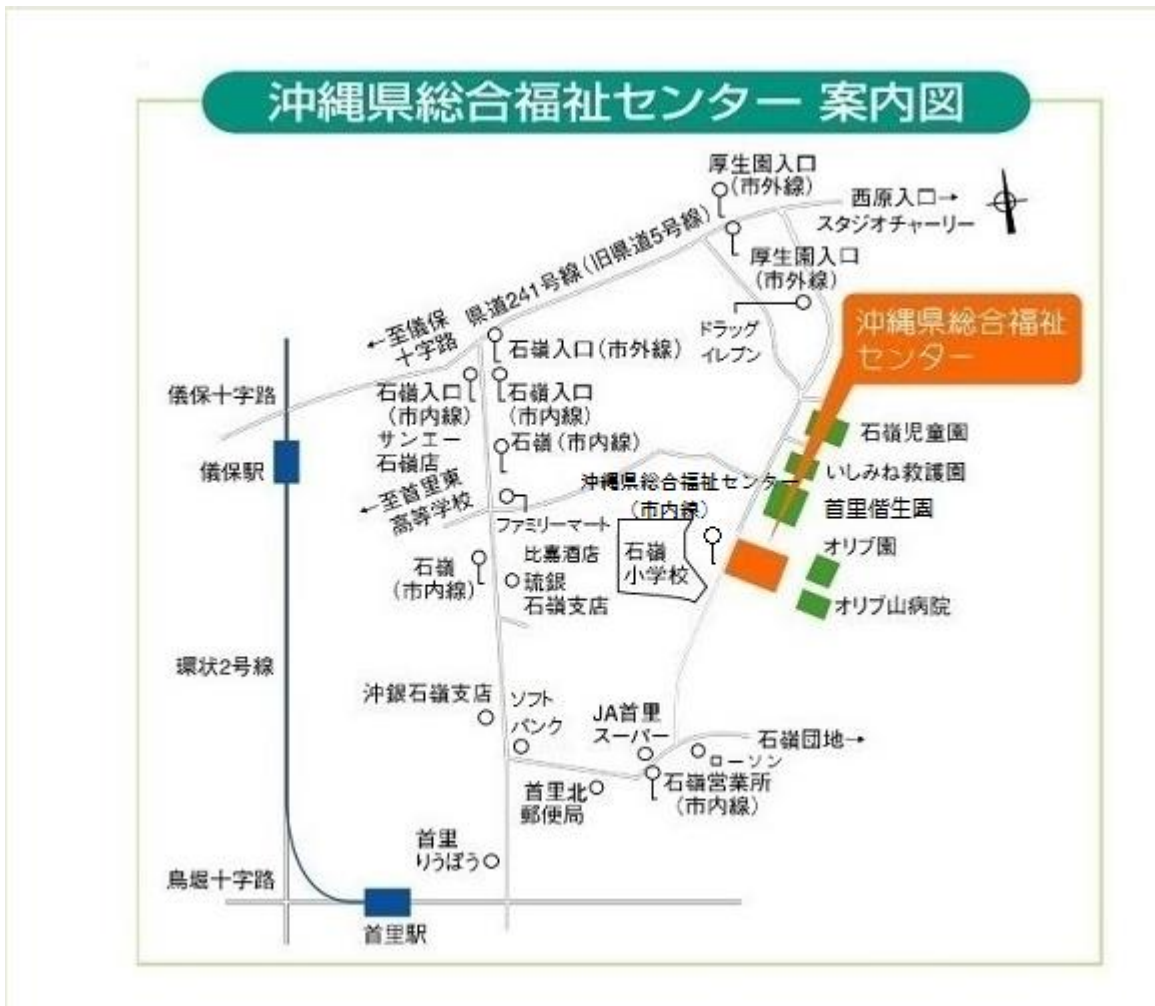 沖縄県総合福祉センター 案内図
厚生園入口
(市外線)
西原入口→
スタジオチャーリー
県道241号線(旧県道5号線)
厚生園入口
(市外線)
←至儀保
十字路
ドラッグ
イレブン
沖縄県総合福祉
センター
石嶺入口(市外線)
儀保十字路
石嶺入口
(市内線)
サンエー
石嶺店
石嶺入口
(市内線)
石嶺(市内線)
石嶺児童園
儀保駅
いしみね救護園
←至首里東
高等学校
沖縄県総合福祉センター
(市内線)
首里偕生園
ファミリーマート
比嘉酒店
石嶺
(市内線)
琉銀
石嶺支店
石嶺
小学校
オリブ園
オリブ山病院
環状2号線
沖銀石嶺支店
ソフト
バンク
JA首里
スーパー
石嶺団地→
ローソン
首里北
郵便局
石嶺営業所
(市内線)
首里
りうぼう
鳥堀十字路
首里駅